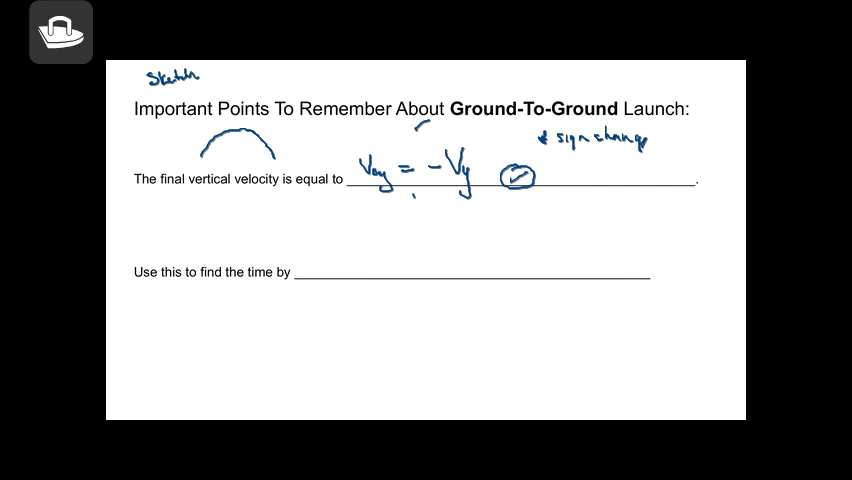 Sketch
Important Points To Remember About Ground-To-Ground Launch:
* sign change
The final vertical velocity is equal to Voy = - Vy.
Use this to find the time by